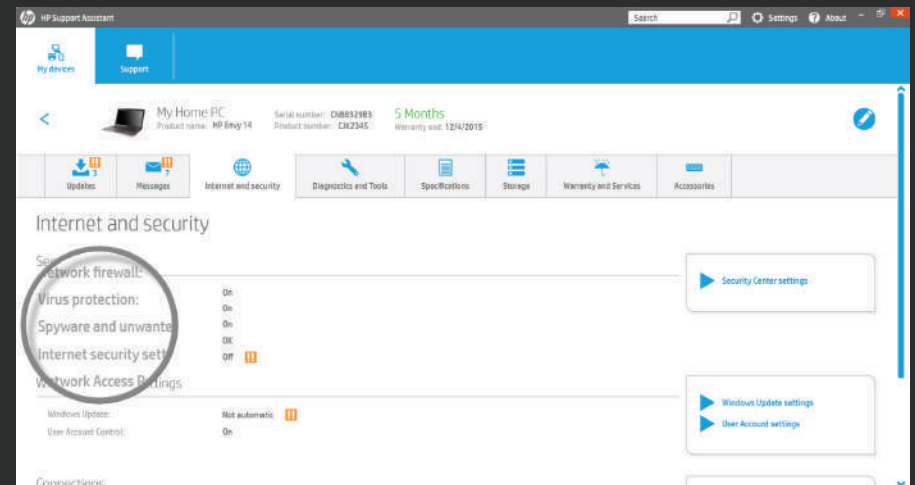 hp HP Support Assistant Search Settings ? About
My devices Support
My Home PC Serial number: 5 Months
Product name: HP Envy 14 Product number: CJK2345 Warranty end: 12/4/2015
3 7
Updates Messages Internet and security Diagnostics and Tools Specifications Storage Warranty and Services Accessories
Internet and security
Network firewall: On
Virus protection: On
Spyware and unwante On
Internet security sett OK
Network Access P Off
Security Center settings
Windows Update: Not automatic
User Account Control: On
Windows Update settings
User Account settings
Connections